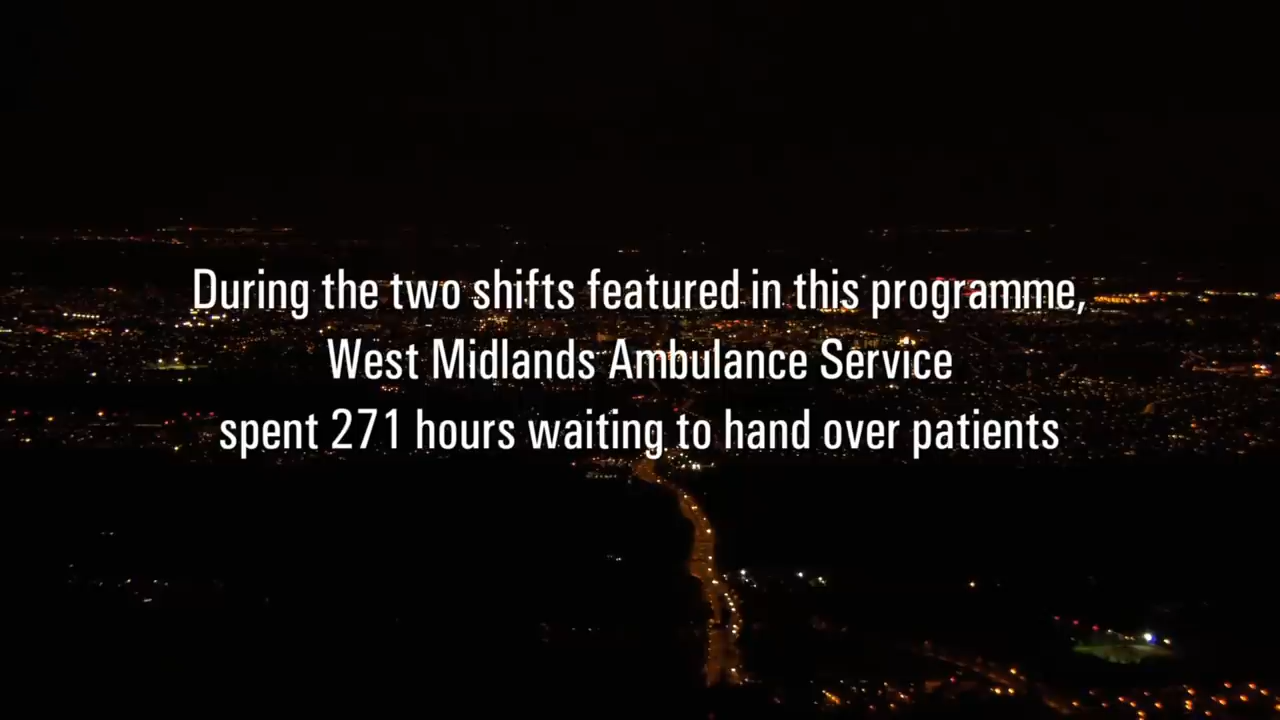 During the two shifts featured in this programme,
West Midlands Ambulance Service
spent 271 hours waiting to hand over patients